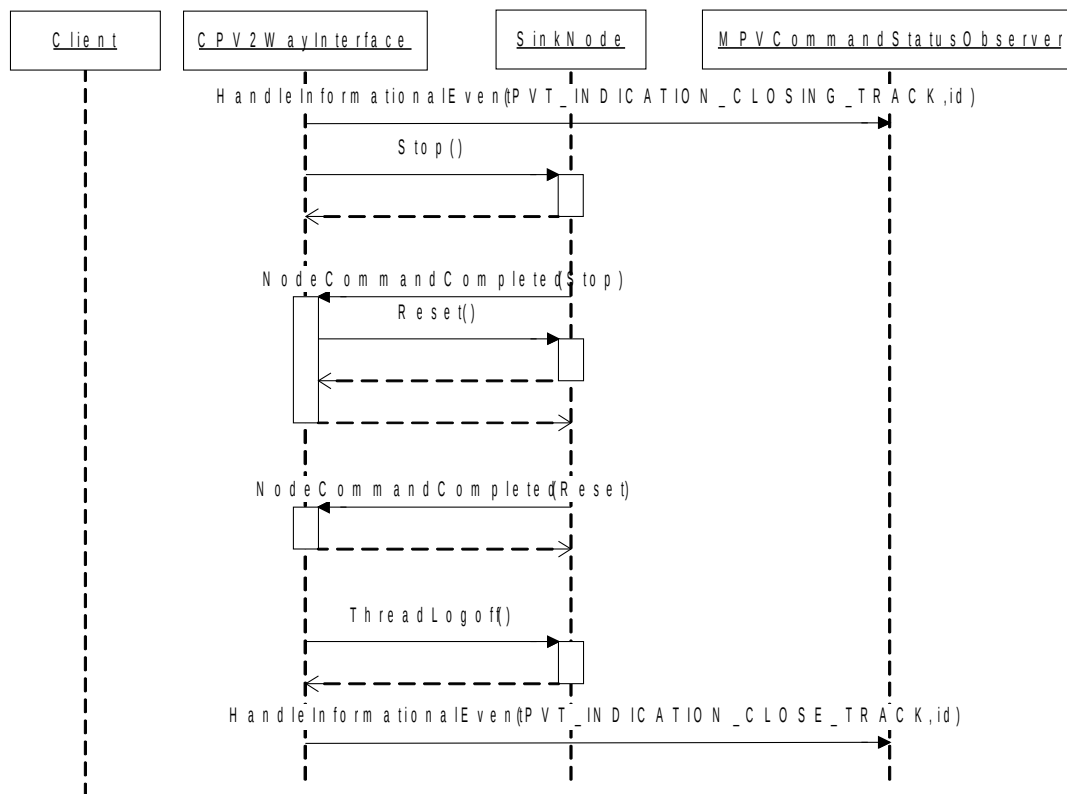 Client
CPV2WayInterface
SinkNode
MPVCommandStatusObserver
HandleInformationalEvent(PVT_INDICATION_CLOSING_TRACK,id)
Stop()
NodeCommandCompleted(Stop)
Reset()
NodeCommandCompleted(Reset)
ThreadLogoff()
HandleInformationalEvent(PVT_INDICATION_CLOSE_TRACK,id)